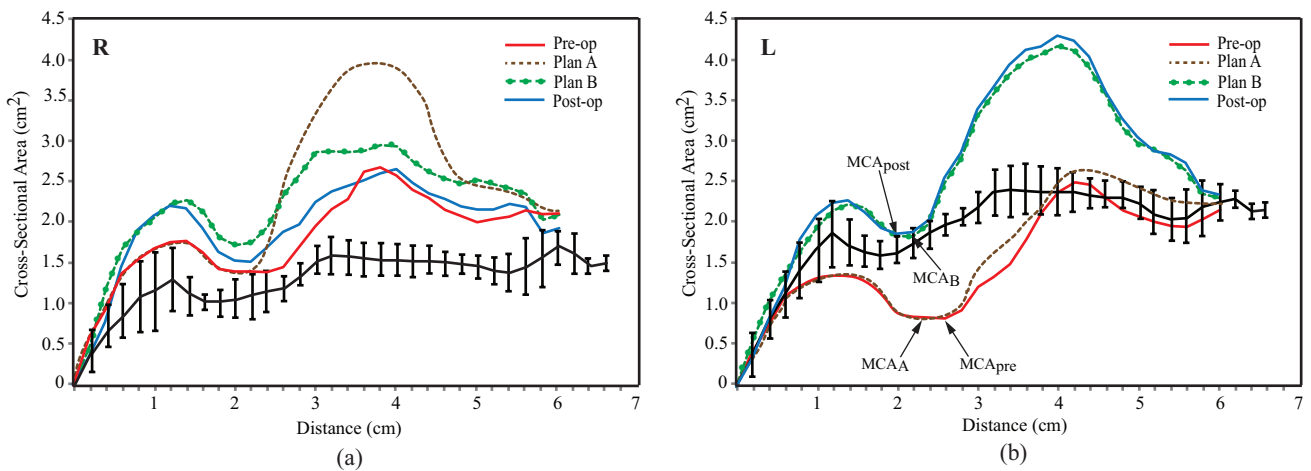 R
Pre-op
Plan A
Plan B
Post-op
4.5
4.0
3.5
3.0
2.5
2.0
1.5
1.0
0.5
0
Cross--Sectional Area (cm2)
1 2 3 4 5 6 7
Distance (cm)
(a)
L
Pre-op
Plan A
Plan B
Post-op
4.5
4.0
3.5
3.0
2.5
2.0
1.5
1.0
0.5
0
Cross--Sectional Area (cm2)
MCApost
MCAB
MCAA
MCApre
1 2 3 4 5 6 7
Distance (cm)
(b)